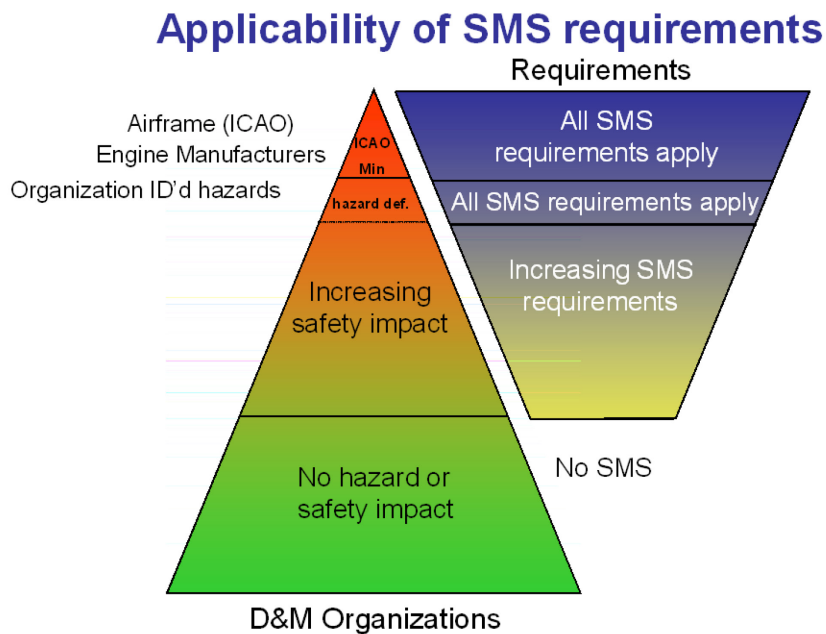 Applicability of SMS requirements
Requirements
Airframe (ICAO)
Engine Manufacturers
Organization ID'd hazards
ICAO
Min
hazard def.
Increasing
safety impact
No hazard or
safety impact
All SMS
requirements apply
All SMS requirements apply
Increasing SMS
requirements
No SMS
D&M Organizations